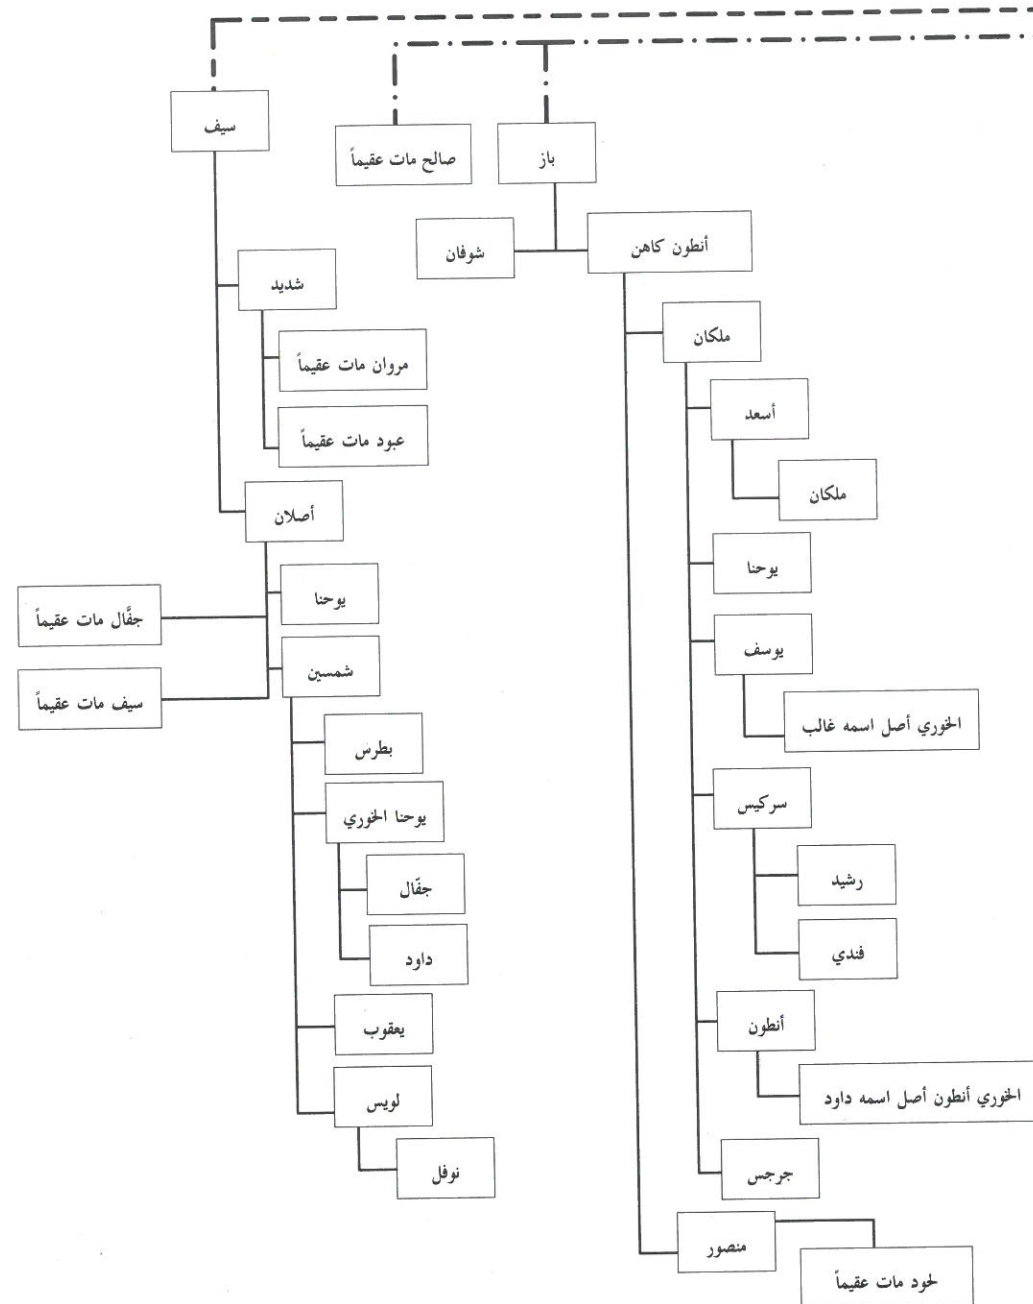 سيف
صالح مات عقيماً
باز
شوفان
أنطون كاهن
شديد
ملكان
مروان مات عقيماً
أسعد
عبود مات عقيماً
ملكان
أصلان
يوحنا
يوحنا
جفَّال مات عقيماً
يوسف
شمسين
سيف مات عقيماً
الخوري أصل اسمه غالب
بطرس
سركيس
يوحنا الخوري
رشيد
جفّال
فندي
داود
أنطون
يعقوب
الخوري أنطون أصل اسمه داود
لويس
جرجس
نوفل
منصور
لحود مات عقيماً